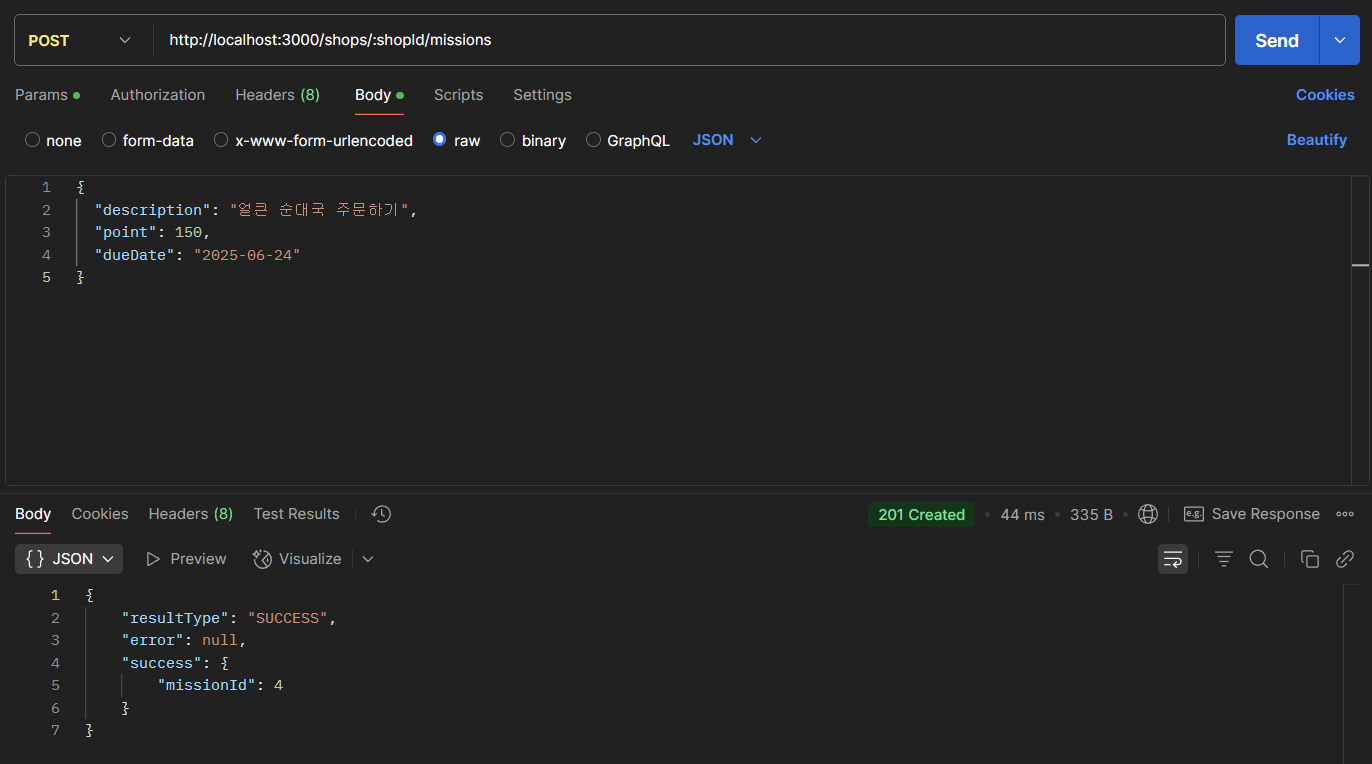 POST http://localhost:3000/shops/:shopId/missions Send
Params Authorization Headers (8) Body Scripts Settings Cookies
none form-data x-www-form-urlencoded raw binary GraphQL JSON Beautify
1 {
2 "description": "얼큰 순대국 주문하기",
3 "point": 150,
4 "dueDate": "2025-06-24"
5 }
Body Cookies Headers (8) Test Results 201 Created 44 ms 335 B e.g. Save Response
{} JSON Preview Visualize
1 {
2 "resultType": "SUCCESS",
3 "error": null,
4 "success": {
5 "missionId": 4
6 }
7 }